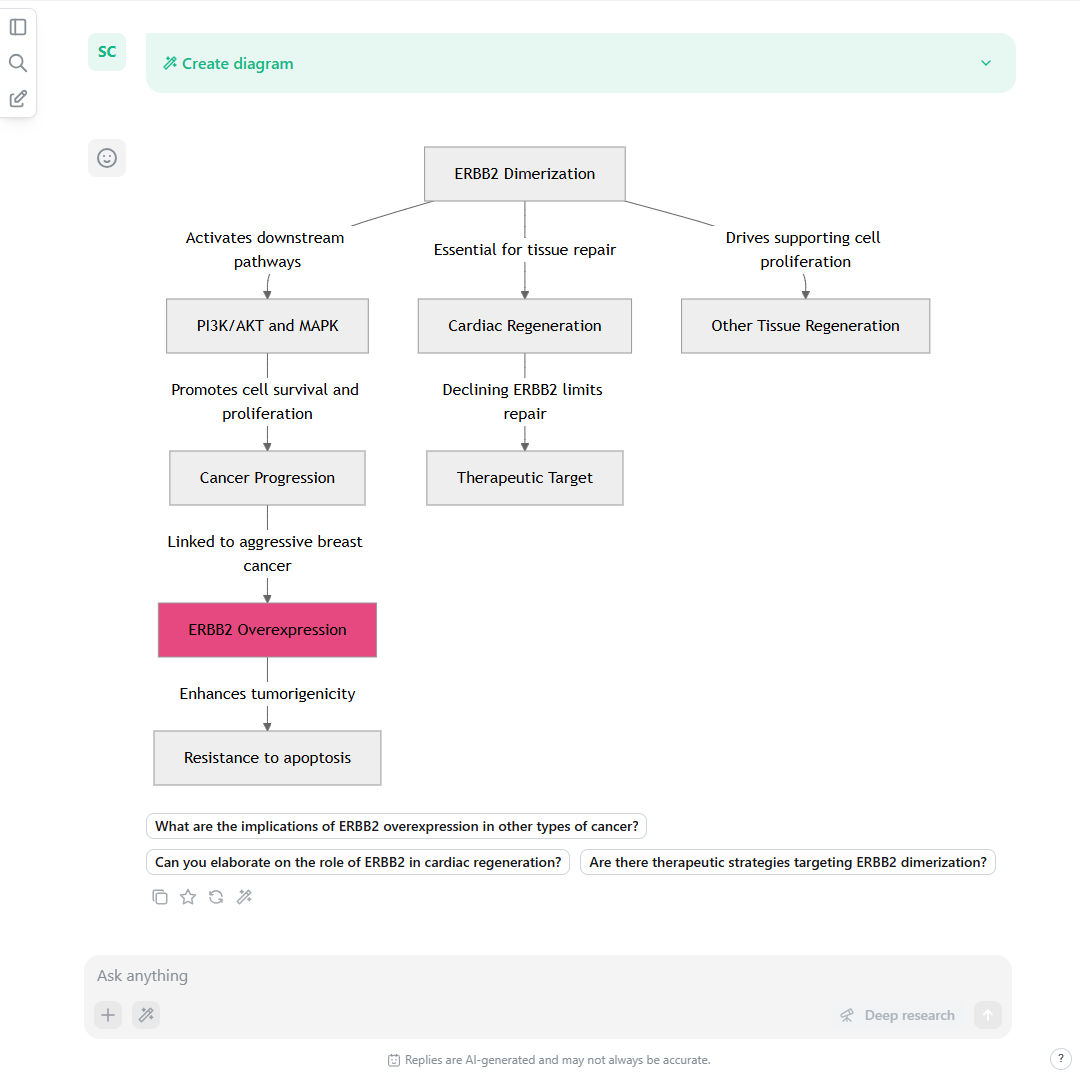 SC
Create diagram
ERBB2 Dimerization
Activates downstream
pathways
Essential for tissue repair
Drives supporting cell
proliferation
PI3K/AKT and MAPK
Cardiac Regeneration
Other Tissue Regeneration
Promotes cell survival and
proliferation
Declining ERBB2 limits
repair
Cancer Progression
Therapeutic Target
Linked to aggressive breast
cancer
ERBB2 Overexpression
Enhances tumorigenicity
Resistance to apoptosis
What are the implications of ERBB2 overexpression in other types of cancer?
Can you elaborate on the role of ERBB2 in cardiac regeneration?
Are there therapeutic strategies targeting ERBB2 dimerization?
Ask anything
Deep research
Replies are AI-generated and may not always be accurate.
?